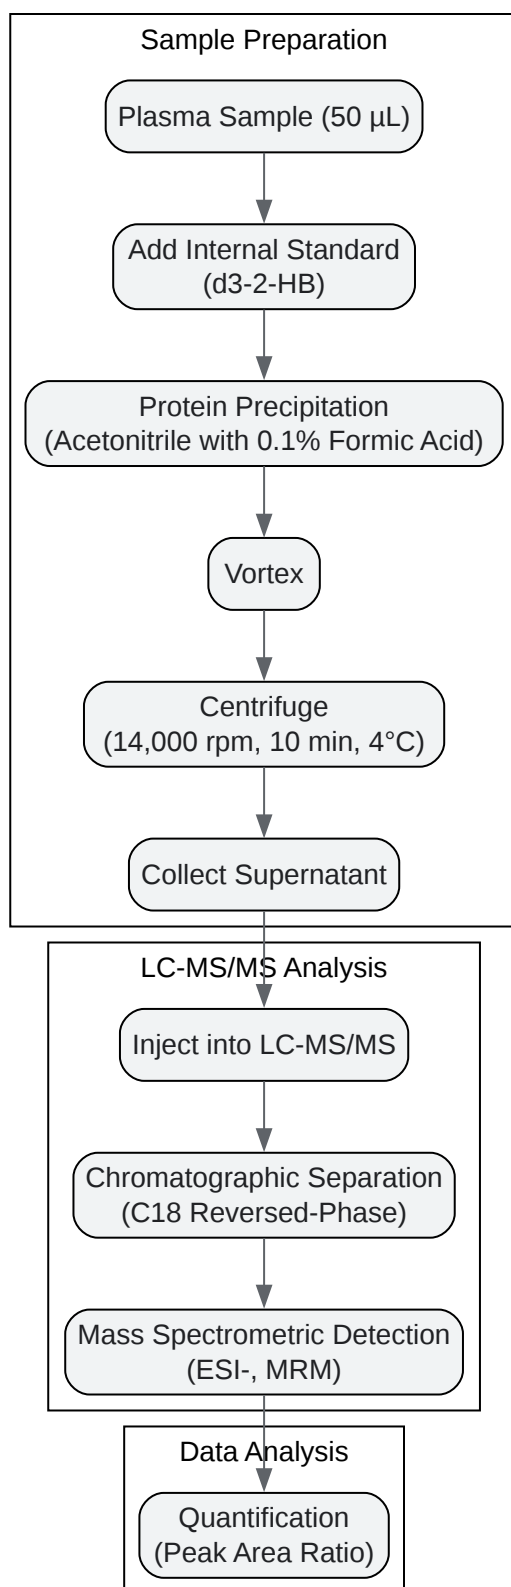 Sample Preparation
Plasma Sample (50 µL)
Add Internal Standard
(d3-2-HB)
Protein Precipitation
(Acetonitrile with 0.1% Formic Acid)
Vortex
Centrifuge
(14,000 rpm, 10 min, 4°C)
Collect Supernatant
LC-MS/MS Analysis
Inject into LC-MS/MS
Chromatographic Separation
(C18 Reversed-Phase)
Mass Spectrometric Detection
(ESI-, MRM)
Data Analysis
Quantification
(Peak Area Ratio)